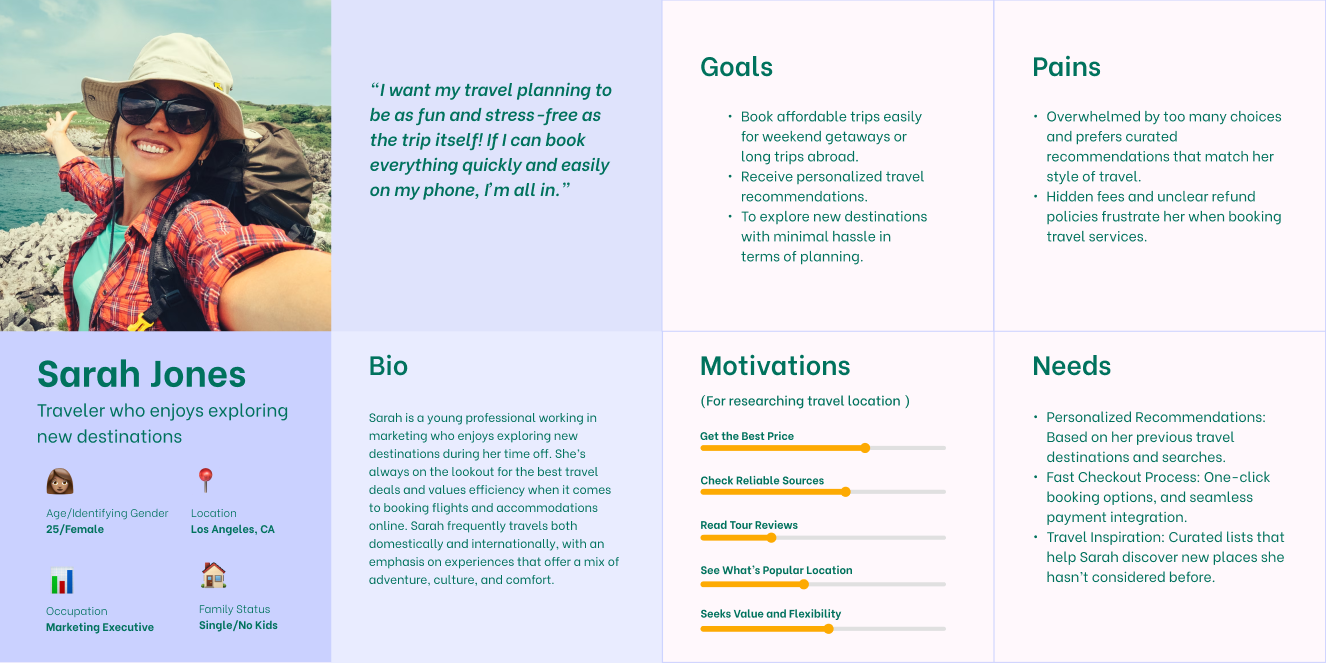 “I want my travel planning to
be as fun and stress-free as
the trip itself! If I can book
everything quickly and easily
on my phone, I’m all in.”
Goals
• Book affordable trips easily
for weekend getaways or
long trips abroad.
• Receive personalized travel
recommendations.
• To explore new destinations
with minimal hassle in
terms of planning.
Pains
• Overwhelmed by too many choices
and prefers curated
recommendations that match her
style of travel.
• Hidden fees and unclear refund
policies frustrate her when booking
travel services.
Sarah Jones
Traveler who enjoys exploring
new destinations
Age/Identifying Gender
25/Female
Location
Los Angeles, CA
Occupation
Marketing Executive
Family Status
Single/No Kids
Bio
Sarah is a young professional working in
marketing who enjoys exploring new
destinations during her time off. She’s
always on the lookout for the best travel
deals and values efficiency when it comes
to booking flights and accommodations
online. Sarah frequently travels both
domestically and internationally, with an
emphasis on experiences that offer a mix of
adventure, culture, and comfort.
Motivations
(For researching travel location )
Get the Best Price
Check Reliable Sources
Read Tour Reviews
See What’s Popular Location
Seeks Value and Flexibility
Needs
• Personalized Recommendations:
Based on her previous travel
destinations and searches.
• Fast Checkout Process: One-click
booking options, and seamless
payment integration.
• Travel Inspiration: Curated lists that
help Sarah discover new places she
hasn’t considered before.